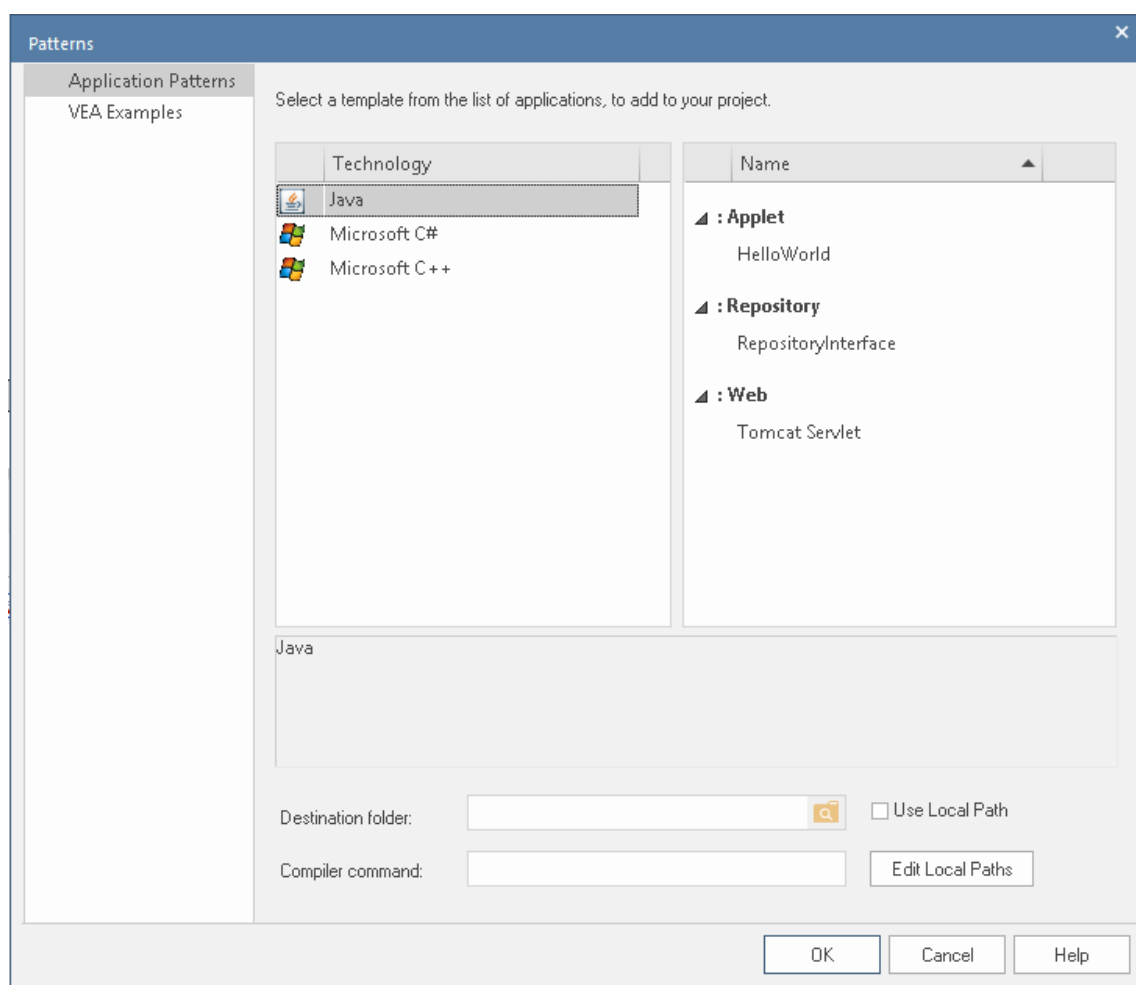 Patterns
Application Patterns
VEA Examples
Select a template from the list of applications, to add to your project.
Technology
Java
Microsoft C#
Microsoft C++
Name
: Applet
HelloWorld
: Repository
RepositoryInterface
: Web
Tomcat Servlet
Java
Destination folder:
Use Local Path
Compiler command:
Edit Local Paths
OK
Cancel
Help